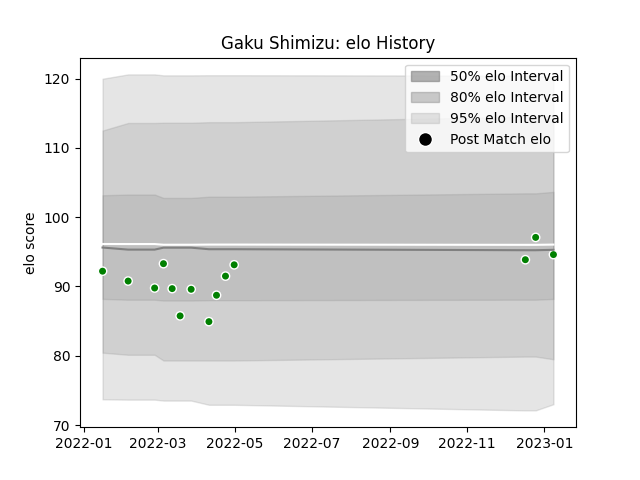 Gaku Shimizu: elo History
120
110
100
90
80
70
elo score
50% elo Interval
80% elo Interval
95% elo Interval
Post Match elo
2022-01 2022-03 2022-05 2022-07 2022-09 2022-11 2023-01